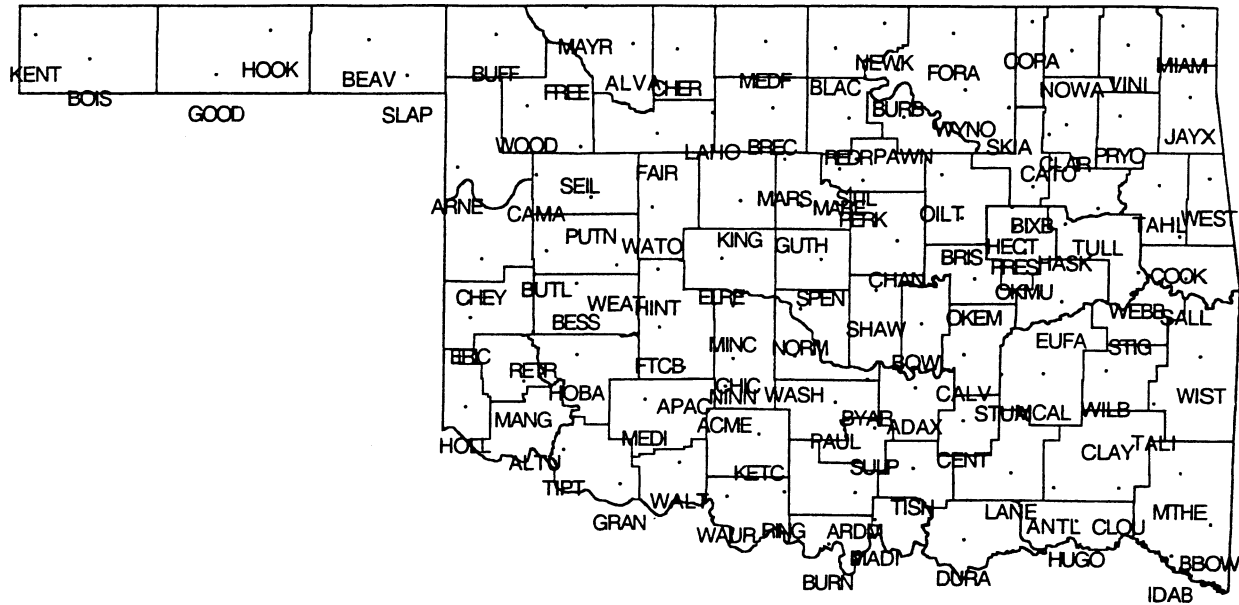 MAYR
NEWK
COPA
KENT
HOOK
BEAV
BUFF
FORA
MIAM
BOIS
FREE
ALVA
CHER
MEDF
BLAC
NOWA
VINI
GOOD
SLAP
BURB
WYNO
WOOD
LAHO
BREC
REDR
PAWN
SKIA
JAYX
CLAR
PRYO
CATO
SEIL
FAIR
MARS
STIL
MARE
PERK
ARNE
CAMA
OILT
BIXB
TAHL
WEST
PUTN
WATO
KING
GUTH
BRIS
HECT
TULL
PRES
HASK
CHEY
BUTL
CHAN
OKMU
COOK
WEAT
HINT
ELRE
SPEN
BESS
SHAW
OKEM
WEBB
SALL
ERIC
RETR
FTCB
MINC
NORM
BOWL
EUFA
STIG
HOBA
CHIC
NINN
WASH
CALV
WIST
MANG
APAC
ACME
BYAR
ADAX
STUA
MCAL
WILB
HOLL
MEDI
PAUL
CLAY
TALI
ALTU
KETC
SULP
CENT
TIPT
WALT
TISH
LANE
GRAN
WAUR
RING
ARDM
ANTL
CLOU
MTHE
BURN
MADI
DURA
HUGO
BBOW
IDAB